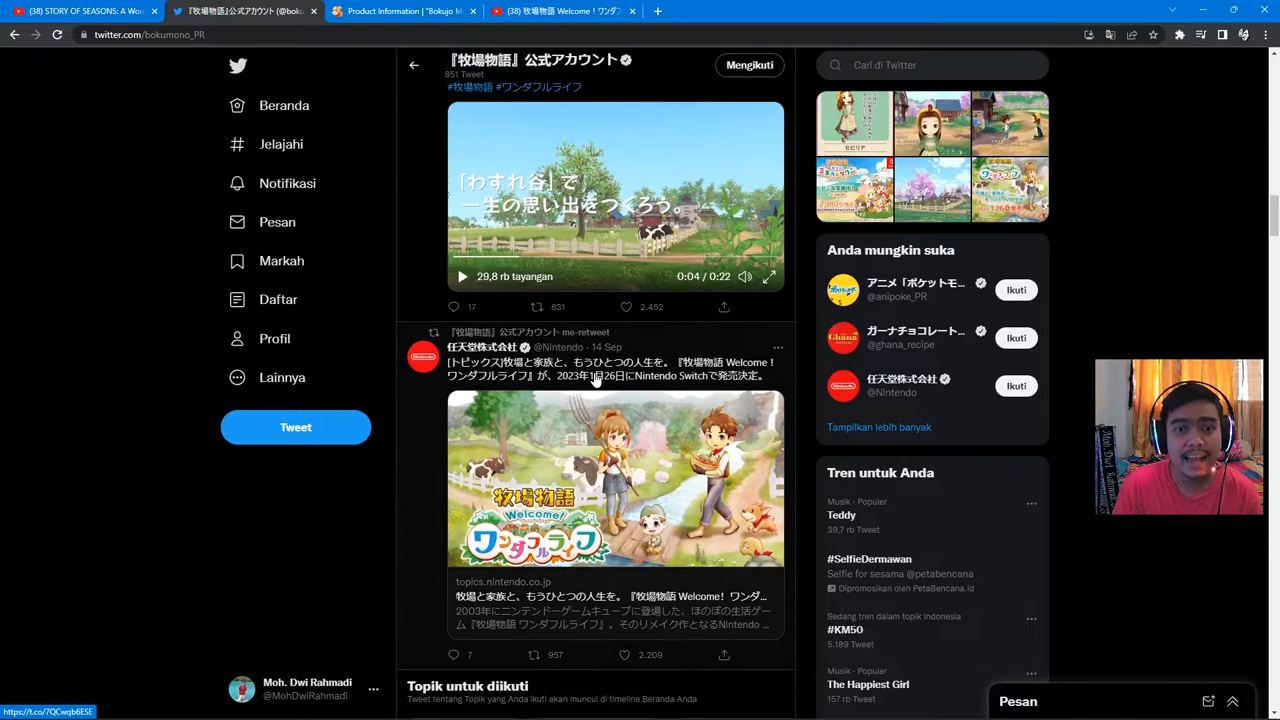 (38) STORY OF SEASONS: A Wo
『牧場物語』公式アカウント (@boku
Product Information | "Bokujo M
(38) 牧場物語 Welcome！ワンダ
twitter.com/bokumono_PR
『牧場物語』公式アカウント
851 Tweet
Mengikuti
#牧場物語 #ワンダフルライフ
「わすれ谷」で
一生の思い出をつくろう。
29,8 rb tayangan
0:04 / 0:22
17
831
2.452
『牧場物語』公式アカウント me-retweet
任天堂株式会社 @Nintendo · 14 Sep
[トピックス]牧場と家族と、もうひとつの人生を。『牧場物語 Welcome！
ワンダフルライフ』が、2023年1月26日にNintendo Switchで発売決定。
牧場物語
Welcome!
ワンダフルライフ
topics.nintendo.co.jp
牧場と家族と、もうひとつの人生を。『牧場物語 Welcome！ ワンダ...
2003年にニンテンドーゲームキューブに登場した、ほのぼの生活ゲー
ム『牧場物語 ワンダフルライフ』。そのリメイク作となるNintendo ...
7
957
2.209
Topik untuk diikuti
Tweet tentang Topik yang Anda Ikuti akan muncul di timeline Beranda Anda
Beranda
Jelajahi
Notifikasi
Pesan
Markah
Daftar
Profil
Lainnya
Tweet
Moh. Dwi Rahmadi
@MohDwiRahmadi
https://t.co/7QCwqb6ESE
Cari di Twitter
セピリア
Anda mungkin suka
アニメ「ポケットモ...
@anipoke_PR
Ikuti
ガーナチョコレート...
@ghana_recipe
Ikuti
任天堂株式会社
@Nintendo
Ikuti
Tampilkan lebih banyak
Tren untuk Anda
Musik · Populer
Teddy
39,7 rb Tweet
#SelfieDermawan
Selfie for sesama @petabencana
Dipromosikan oleh PetaBencana.id
Sedang tren dalam topik Indonesia
#KM50
5.189 Tweet
Musik · Populer
The Happiest Girl
157 rb Tweet
Pesan